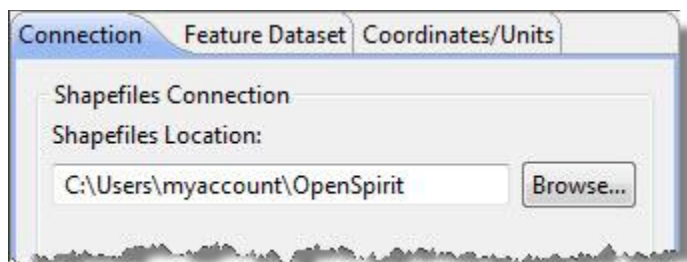 Connection Feature Dataset Coordinates/Units
Shapefiles Connection
Shapefiles Location:
C:\Users\myaccount\OpenSpirit Browse...